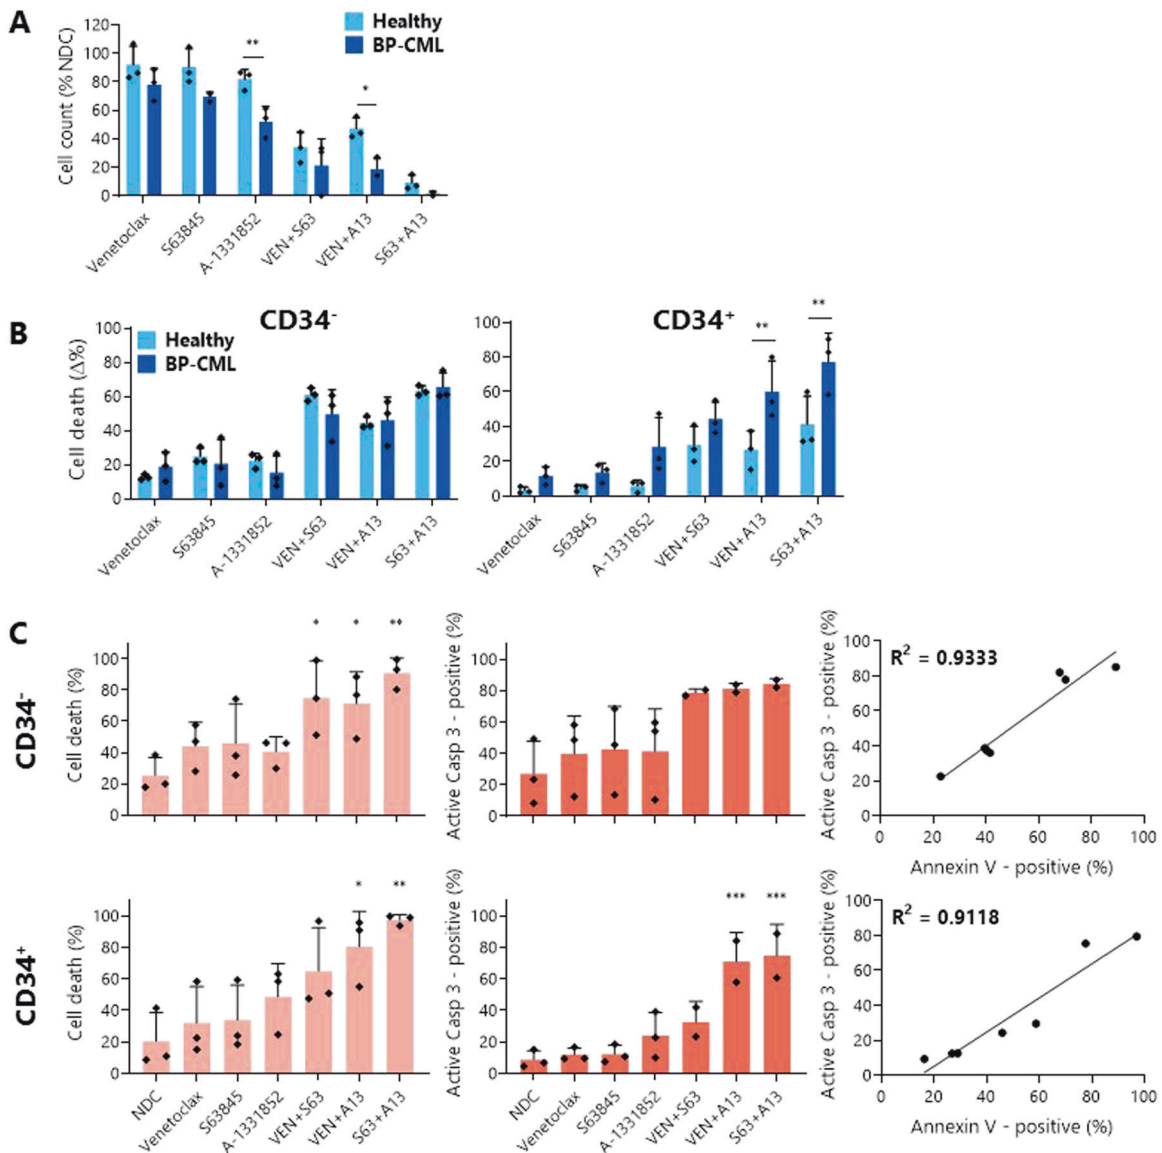 A
Cell count (% NDC)
120
100
80
60
40
20
0
Healthy
BP-CML
**
*
Venetoclax
S63845
A-1331852
VEN+S63
VEN+A13
S63+A13
B
CD34-
Cell death (Δ%)
100
80
60
40
20
0
Healthy
BP-CML
Venetoclax
S63845
A-1331852
VEN+S63
VEN+A13
S63+A13
CD34+
100
80
60
40
20
0
**
**
Venetoclax
S63845
A-1331852
VEN+S63
VEN+A13
S63+A13
C
CD34-
Cell death (%)
100
80
60
40
20
0
*
*
**
Active Casp 3 - positive (%)
100
80
60
40
20
0
Active Casp 3 - positive (%)
100
80
60
40
20
0
R2 = 0.9333
0 20 40 60 80 100
Annexin V - positive (%)
CD34+
Cell death (%)
100
80
60
40
20
0
*
**
NDC
Venetoclax
S63845
A-1331852
VEN+S63
VEN+A13
S63+A13
Active Casp 3 - positive (%)
100
80
60
40
20
0
***
***
NDC
Venetoclax
S63845
A-1331852
VEN+S63
VEN+A13
S63+A13
Active Casp 3 - positive (%)
100
80
60
40
20
0
R2 = 0.9118
0 20 40 60 80 100
Annexin V - positive (%)